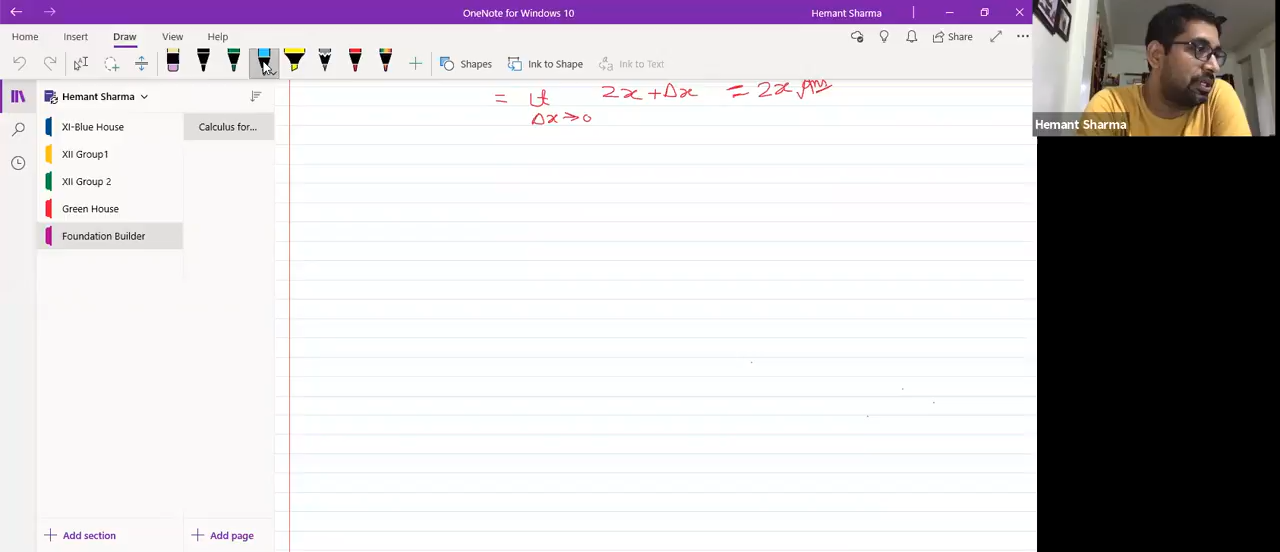 OneNote for Windows 10
Hemant Sharma
Home
Insert
Draw
View
Help
Share
Shapes
Ink to Shape
Ink to Text
Hemant Sharma
XI-Blue House
XII Group1
XII Group 2
Green House
Foundation Builder
Calculus for...
= Lt 2x + Δx = 2x Ans
Δx → 0
Hemant Sharma
+ Add section
+ Add page